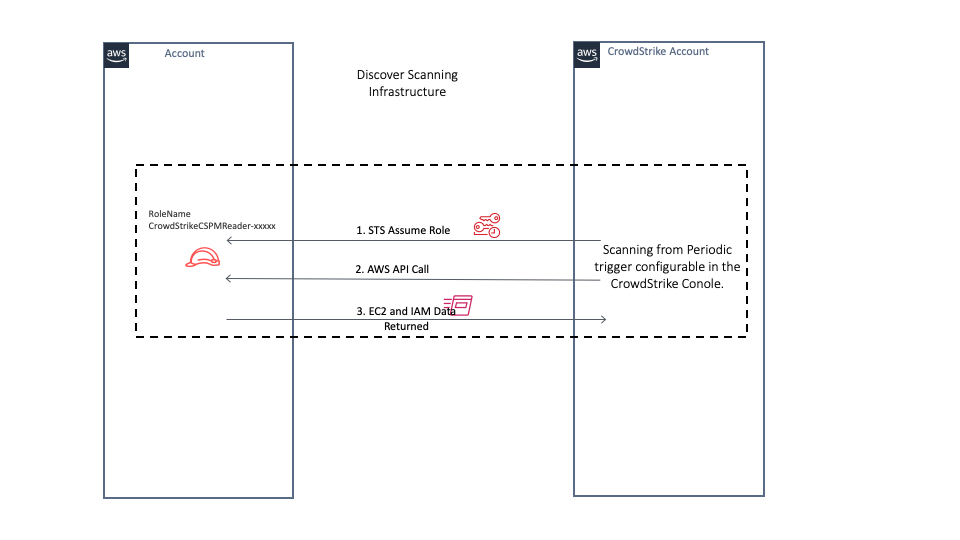 aws
Account
aws
CrowdStrike Account
Discover Scanning
Infrastructure
RoleName
CrowdStrikeCSPMReader-xxxxx
1. STS Assume Role
2. AWS API Call
3. EC2 and IAM Data
Returned
Scanning from Periodic
trigger configurable in the
CrowdStrike Conole.